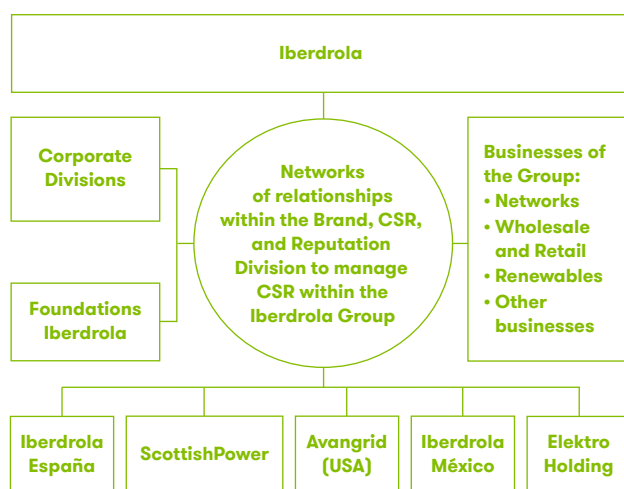 Iberdrola
Corporate
Divisions
Foundations
Iberdrola
Networks
of relationships
within the Brand, CSR,
and Reputation
Division to manage
CSR within the
Iberdrola Group
Businesses of
the Group:
• Networks
• Wholesale
and Retail
• Renewables
• Other
businesses
Iberdrola
España
ScottishPower
Avangrid
(USA)
Iberdrola
México
Elektro
Holding